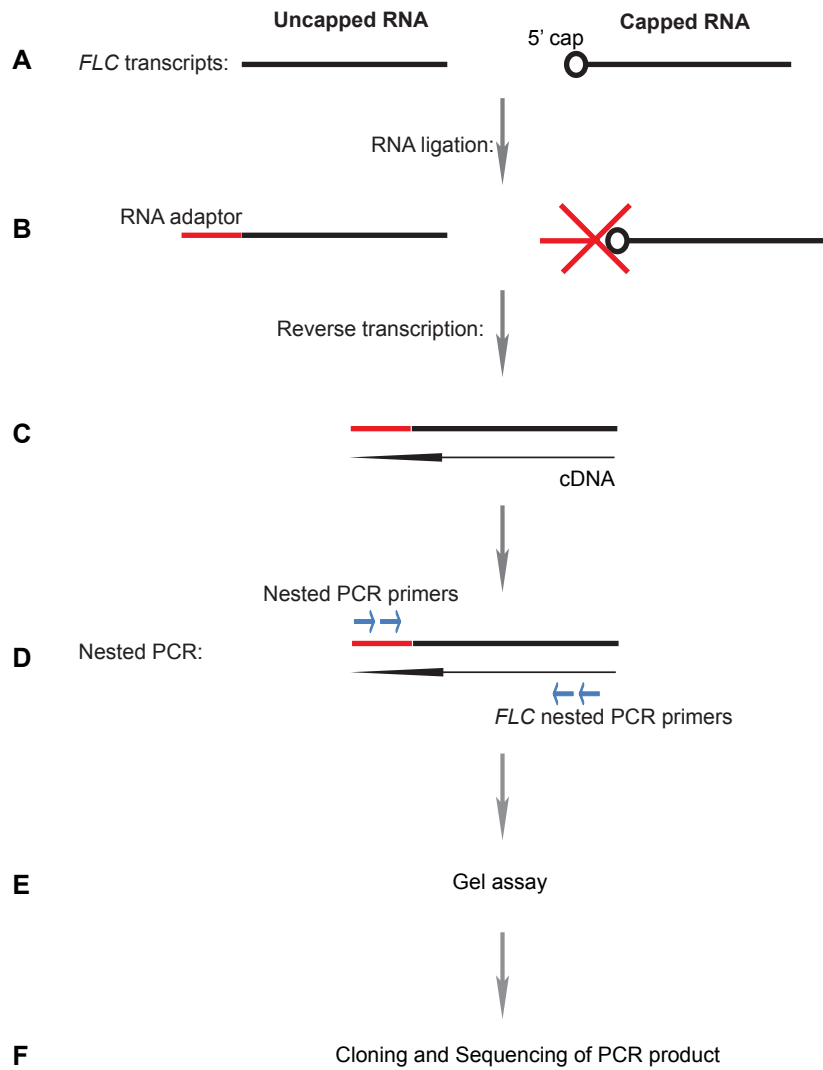 Uncapped RNA
Capped RNA
5’ cap
A
FLC transcripts:
RNA ligation:
RNA adaptor
B
Reverse transcription:
C
cDNA
Nested PCR primers
D
Nested PCR:
FLC nested PCR primers
E
Gel assay
F
Cloning and Sequencing of PCR product